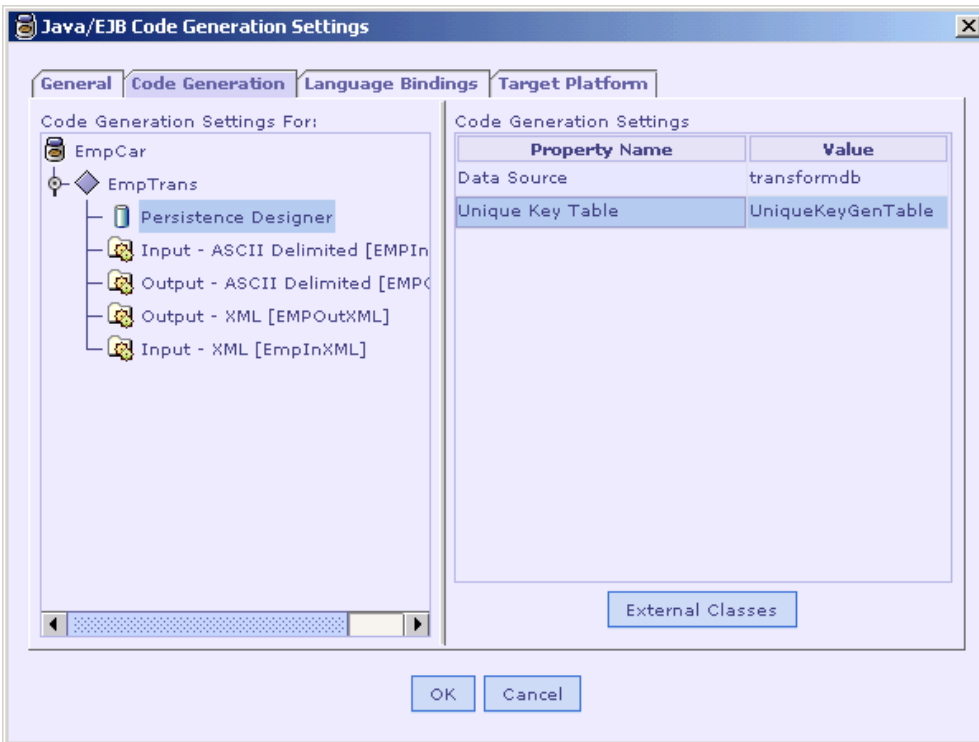 Java/EJB Code Generation Settings
General Code Generation Language Bindings Target Platform
Code Generation Settings For:
EmpCar
EmpTrans
Persistence Designer
Input - ASCII Delimited [EMPIn
Output - ASCII Delimited [EMPO
Output - XML [EMPOutXML]
Input - XML [EmpInXML]
Code Generation Settings
Property Name Value
Data Source transformdb
Unique Key Table UniqueKeyGenTable
External Classes
OK Cancel